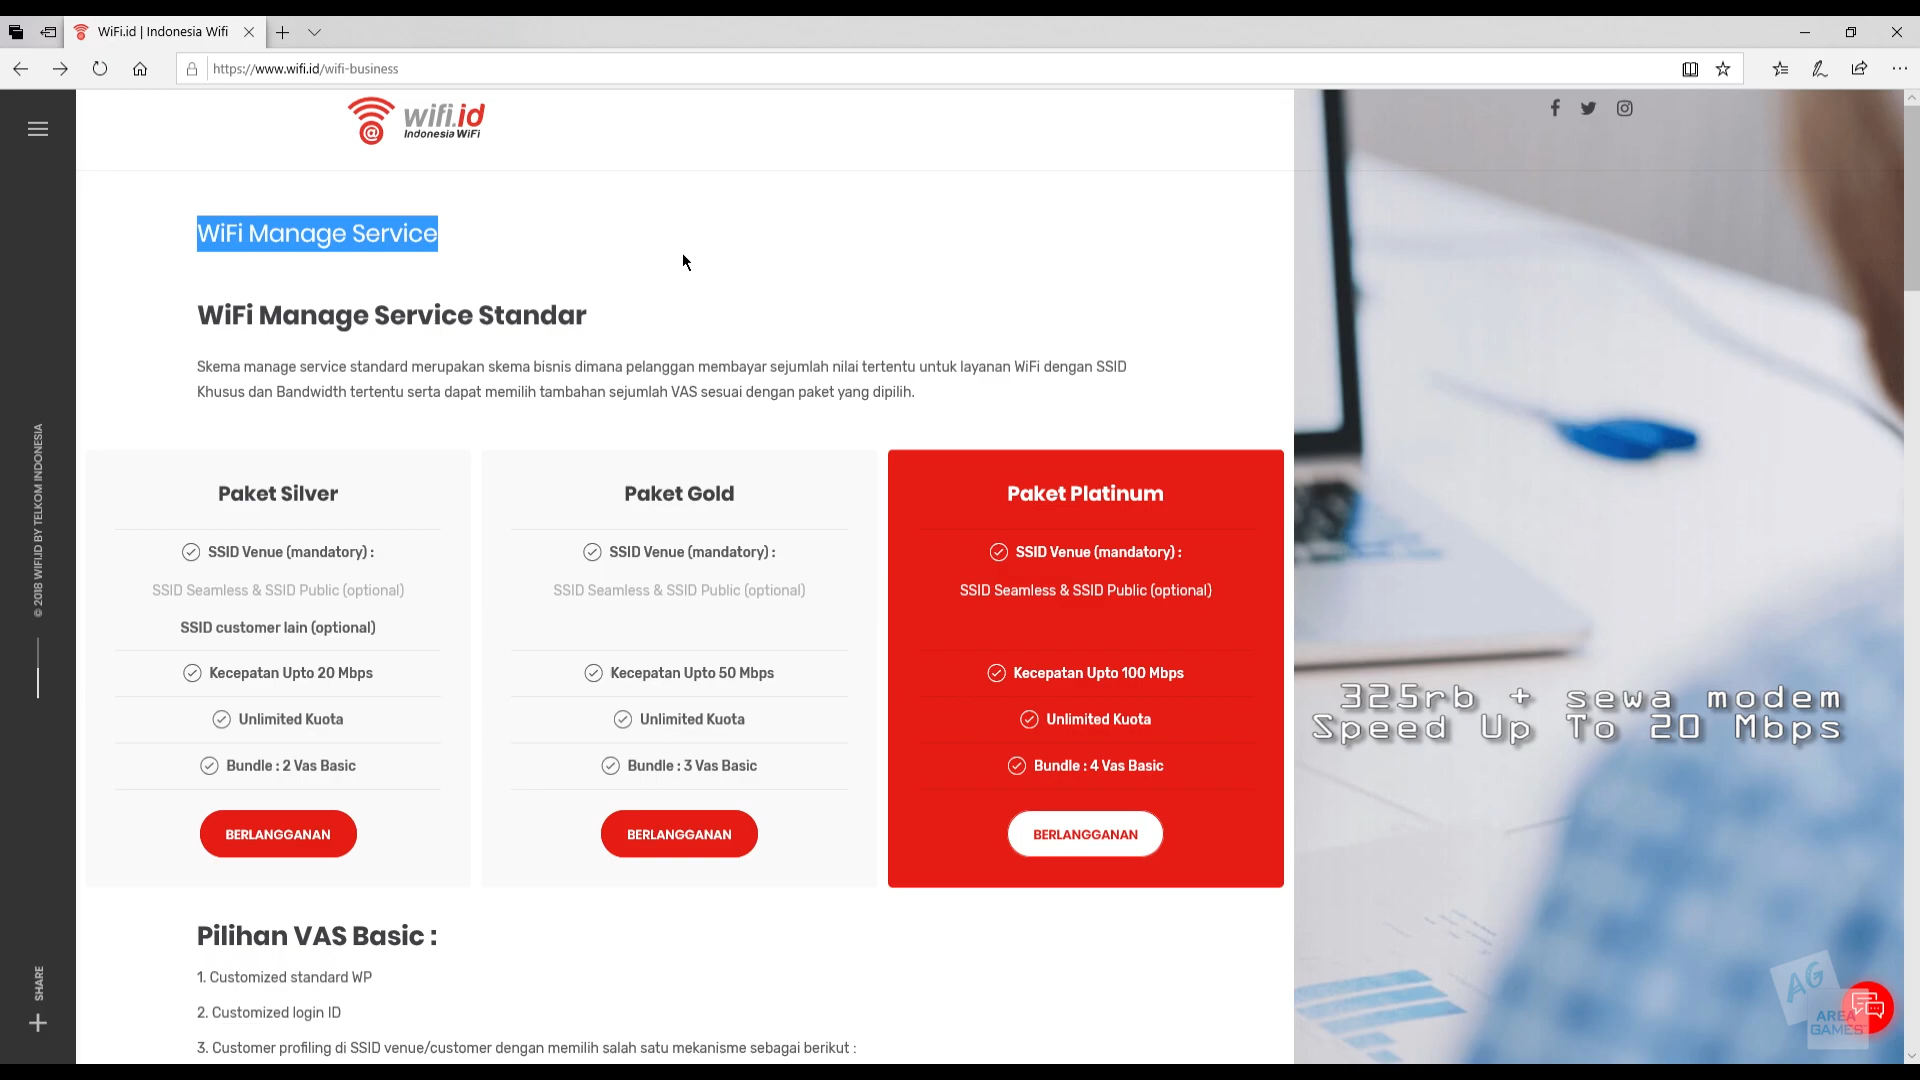 WiFi.id | Indonesia Wifi
https://www.wifi.id/wifi-business
wifi.id
Indonesia WiFi
WiFi Manage Service
WiFi Manage Service Standar
Skema manage service standard merupakan skema bisnis dimana pelanggan membayar sejumlah nilai tertentu untuk layanan WiFi dengan SSID
Khusus dan Bandwidth tertentu serta dapat memilih tambahan sejumlah VAS sesuai dengan paket yang dipilih.
Paket Silver
SSID Venue (mandatory) :
SSID Seamless & SSID Public (optional)
SSID customer lain (optional)
Kecepatan Upto 20 Mbps
Unlimited Kuota
Bundle : 2 Vas Basic
BERLANGGANAN
Paket Gold
SSID Venue (mandatory) :
SSID Seamless & SSID Public (optional)
Kecepatan Upto 50 Mbps
Unlimited Kuota
Bundle : 3 Vas Basic
BERLANGGANAN
Paket Platinum
SSID Venue (mandatory) :
SSID Seamless & SSID Public (optional)
Kecepatan Upto 100 Mbps
Unlimited Kuota
Bundle : 4 Vas Basic
BERLANGGANAN
Pilihan VAS Basic :
1. Customized standard WP
2. Customized login ID
3. Customer profiling di SSID venue/customer dengan memilih salah satu mekanisme sebagai berikut :
325rb + sewa modem
Speed Up To 20 Mbps
© 2018 WIFI.ID BY TELKOM INDONESIA
SHARE
AG
AREA
GAMES